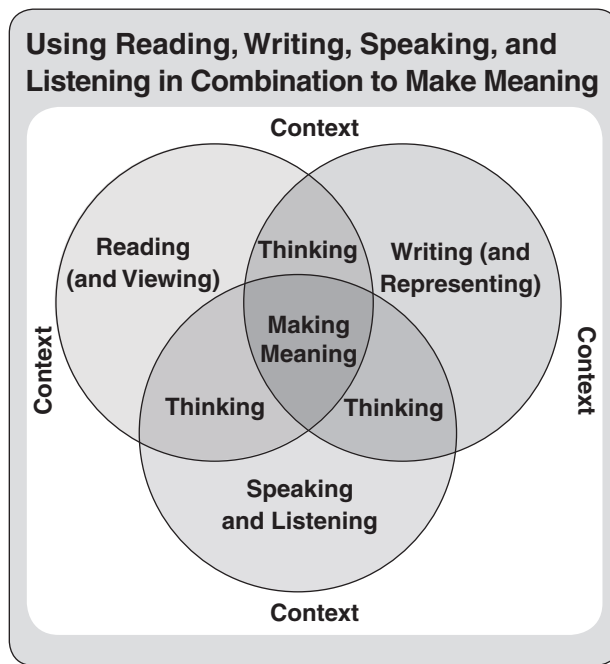 Using Reading, Writing, Speaking, and
Listening in Combination to Make Meaning
Context
Reading
(and Viewing)
Thinking
Writing (and
Representing)
Making
Meaning
Context
Context
Thinking
Thinking
Speaking
and Listening
Context